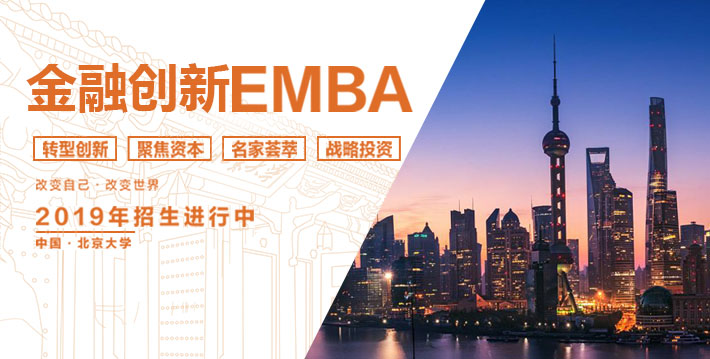 金融创新EMBA
转型创新 聚焦资本 名家荟萃 战略投资
改变自己·改变世界
2019年招生进行中
中国·北京大学